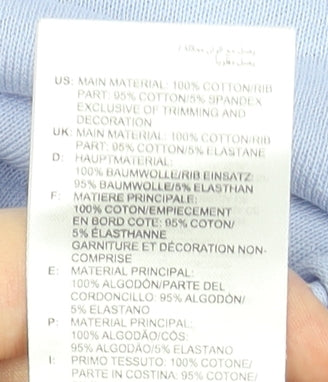 US: MAIN MATERIAL: 100% COTTON/RIB
PART: 95% COTTON/5% SPANDEX
EXCLUSIVE OF TRIMMING AND
DECORATION
UK: MAIN MATERIAL: 100% COTTON/RIB
PART: 95% COTTON/5% ELASTANE
D: HAUPTMATERIAL:
100% BAUMWOLLE/RIB EINSATZ:
95% BAUMWOLLE/5% ELASTHAN
F: MATIERE PRINCIPALE:
100% COTON/EMPIECEMENT
EN BORD COTE: 95% COTON/
5% ÉLASTHANNE
GARNITURE ET DÉCORATION NON-
COMPRISE
E: MATERIAL PRINCIPAL:
100% ALGODÓN/PARTE DEL
CORDONCILLO: 95% ALGODÓN/
5% ELASTANO
P: MATERIAL PRINCIPAL:
100% ALGODÃO/CÓS:
95% ALGODÃO/5% ELASTANO
I: PRIMO TESSUTO: 100% COTONE/
PARTE IN COSTINA: 95% COTONE/